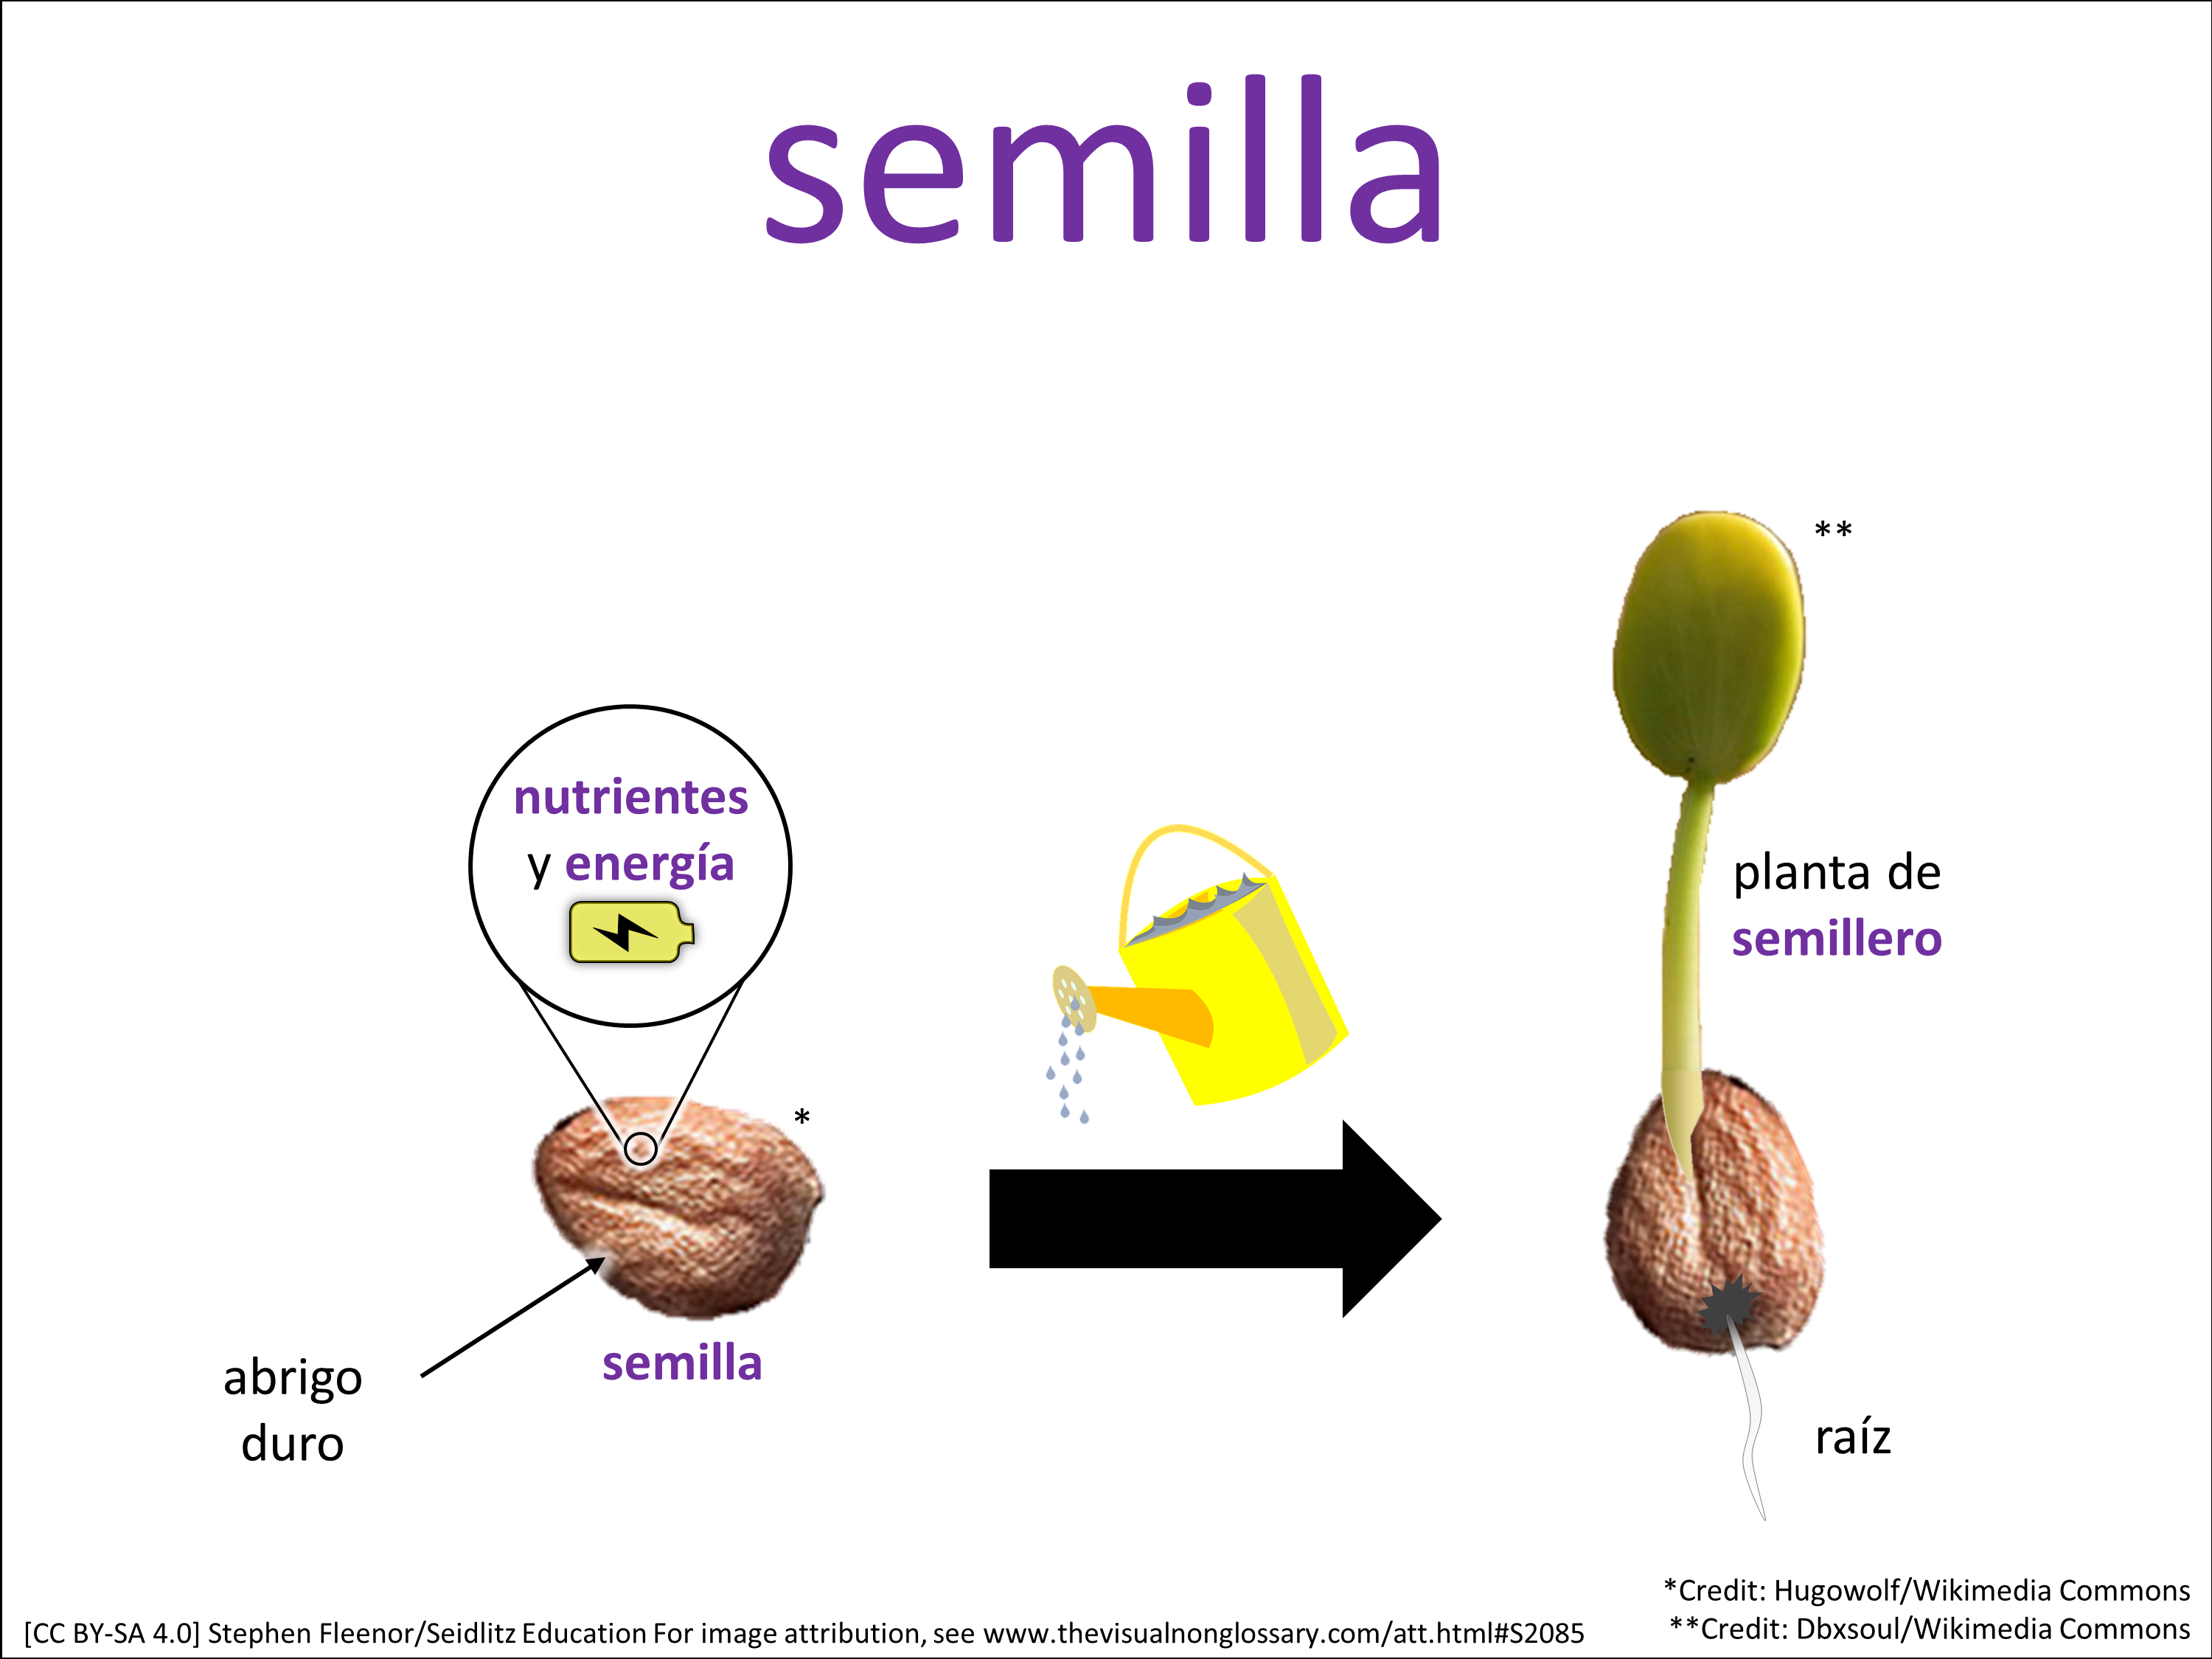 semilla
**
nutrientes
y energía
planta de
semillero
*
semilla
abrigo
duro
raíz
*Credit: Hugowolf/Wikimedia Commons
**Credit: Dbxsoul/Wikimedia Commons
[CC BY-SA 4.0] Stephen Fleenor/Seidlitz Education For image attribution, see www.thevisualnonglossary.com/att.html#S2085